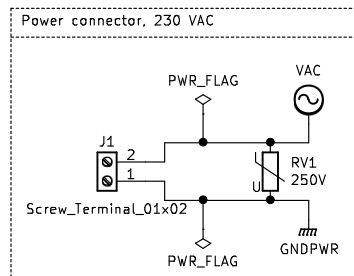 Power connector, 230 VAC
PWR_FLAG
VAC
J1
2
1
RV1
250V
U
Screw_Terminal_01x02
PWR_FLAG
GNDPWR